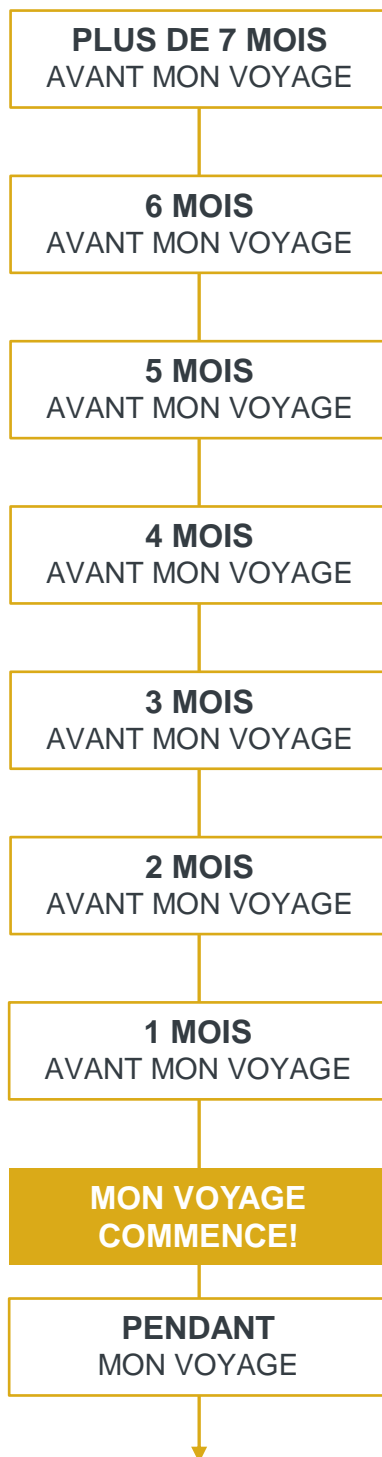 PLUS DE 7 MOIS
AVANT MON VOYAGE
6 MOIS
AVANT MON VOYAGE
5 MOIS
AVANT MON VOYAGE
4 MOIS
AVANT MON VOYAGE
3 MOIS
AVANT MON VOYAGE
2 MOIS
AVANT MON VOYAGE
1 MOIS
AVANT MON VOYAGE
MON VOYAGE
COMMENCE!
PENDANT
MON VOYAGE